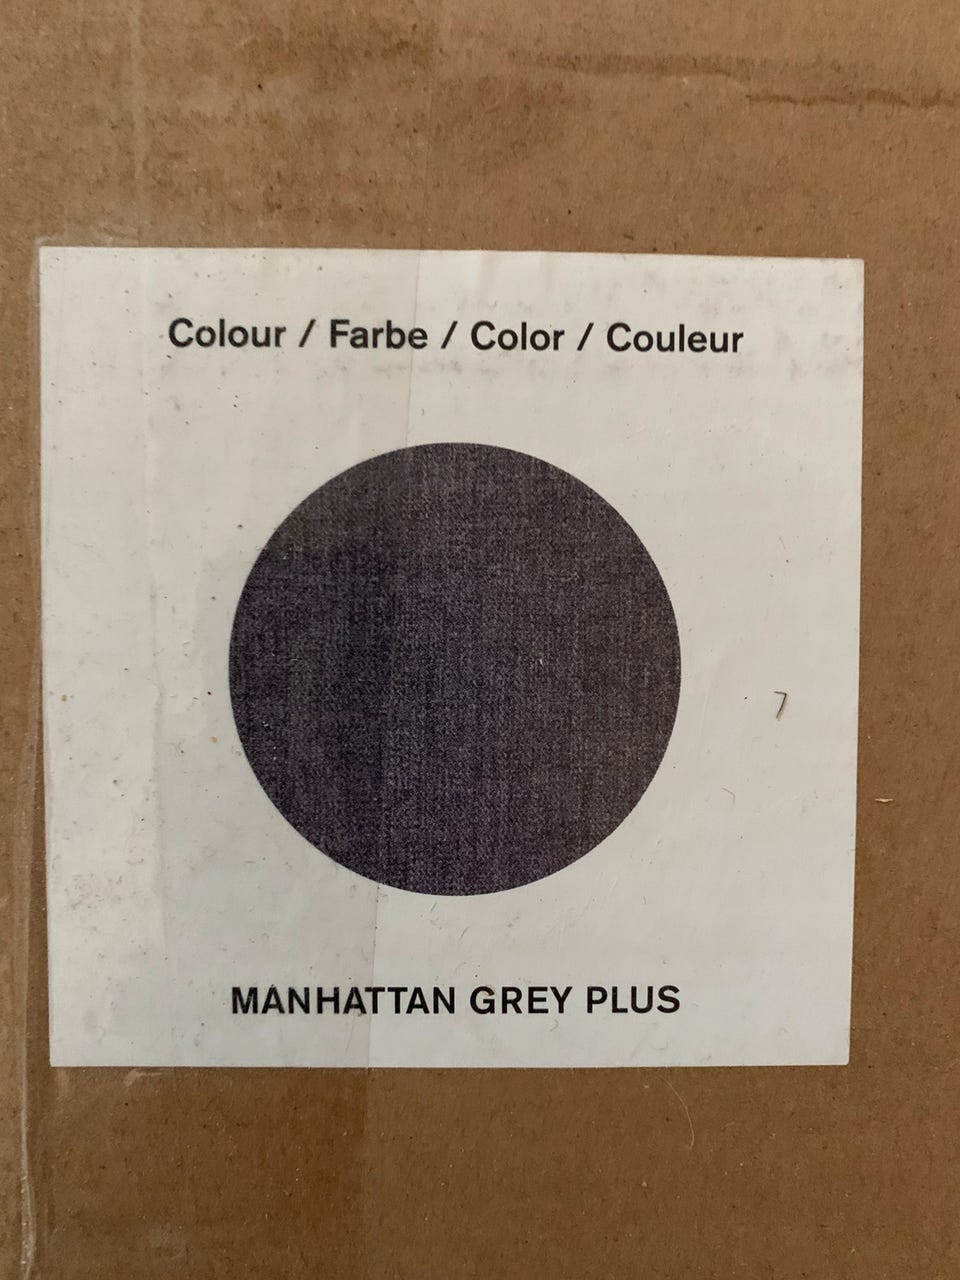 Colour / Farbe / Color / Couleur
MANHATTAN GREY PLUS